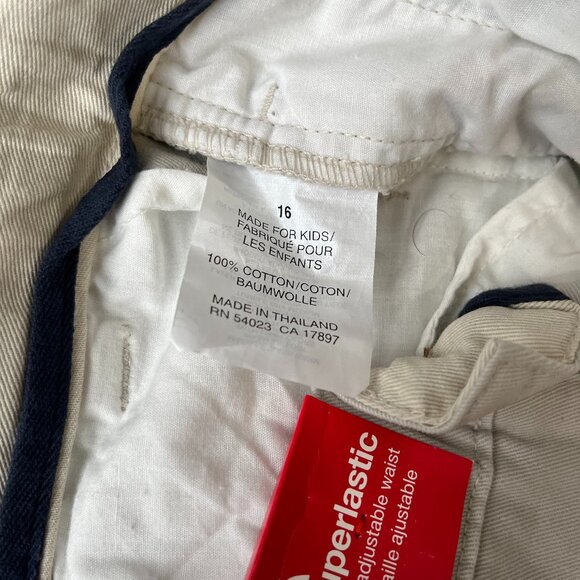 16
MADE FOR KIDS/
FABRIQUÉ POUR
LES ENFANTS
100% COTTON/COTON/
BAUMWOLLE
MADE IN THAILAND
RN 54023 CA 17897
uperlastic
adjustable waist
aille ajustable